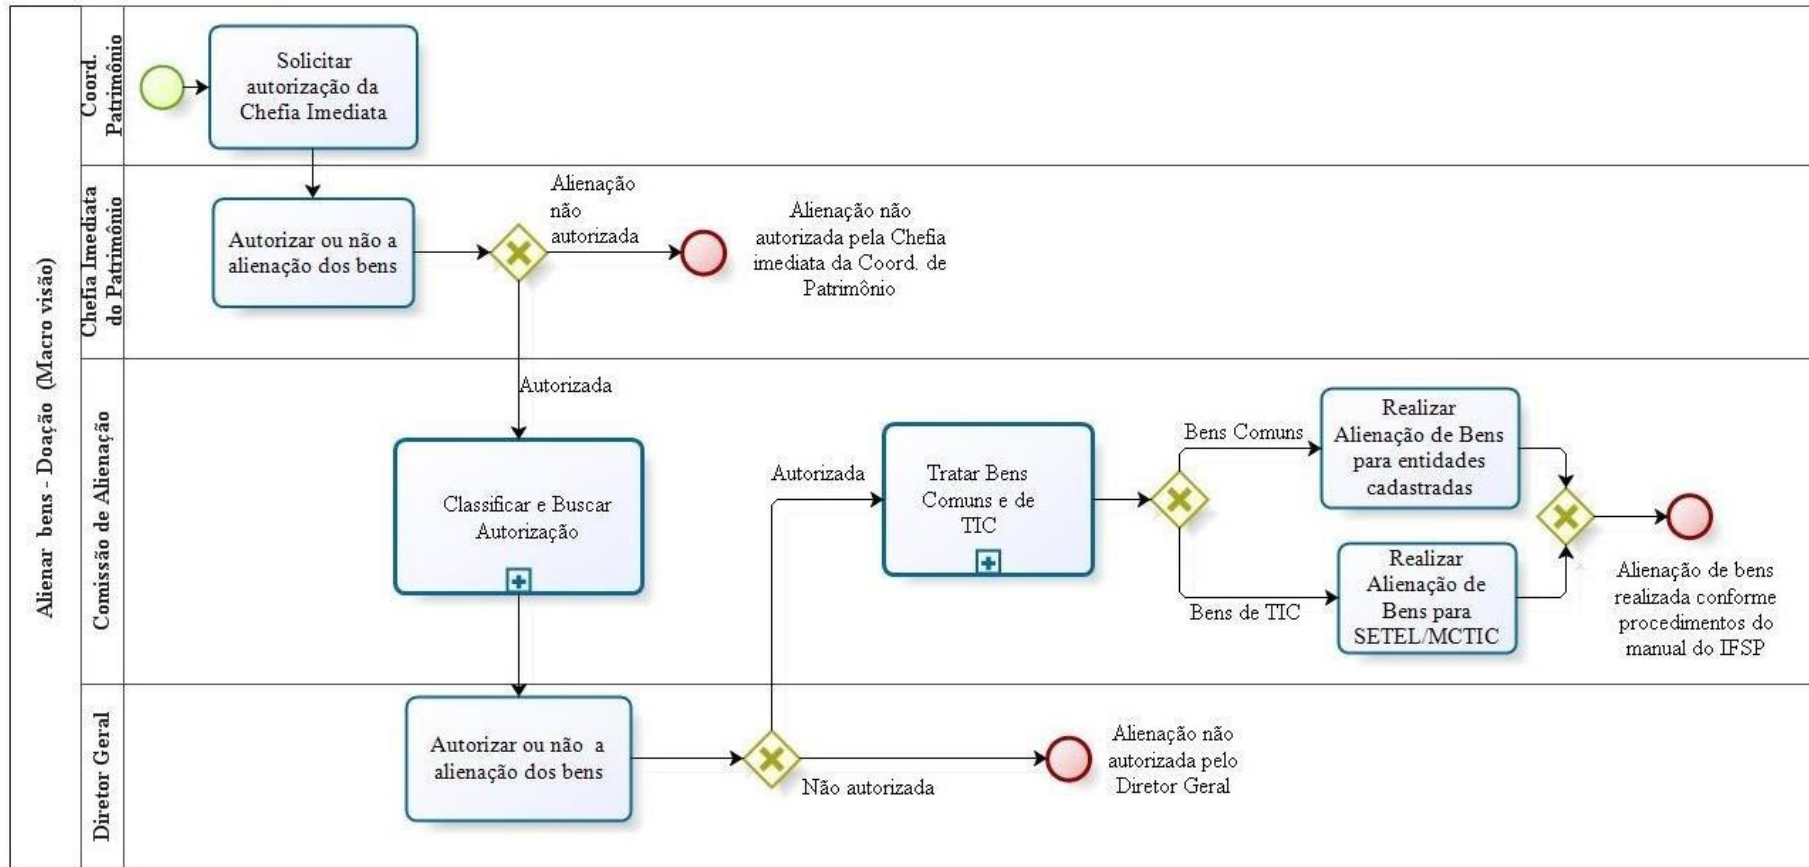 Alienar bens - Doação (Macro visão)
Coord.
Patrimônio
Solicitar
autorização da
Chefia Imediata
Chefia Imediata
do Patrimônio
Autorizar ou não a
alienação dos bens
Alienação
não
autorizada
Alienação não
autorizada pela Chefia
imediata da Coord. de
Patrimônio
Autorizada
Comissão de Alienação
Classificar e Buscar
Autorização
Autorizada
Tratar Bens
Comuns e de
TIC
Bens Comuns
Realizar
Alienação de Bens
para entidades
cadastradas
Bens de TIC
Realizar
Alienação de
Bens para
SETEL/MCTIC
Alienação de bens
realizada conforme
procedimentos do
manual do IFSP
Diretor Geral
Autorizar ou não a
alienação dos bens
Não autorizada
Alienação não
autorizada pelo
Diretor Geral